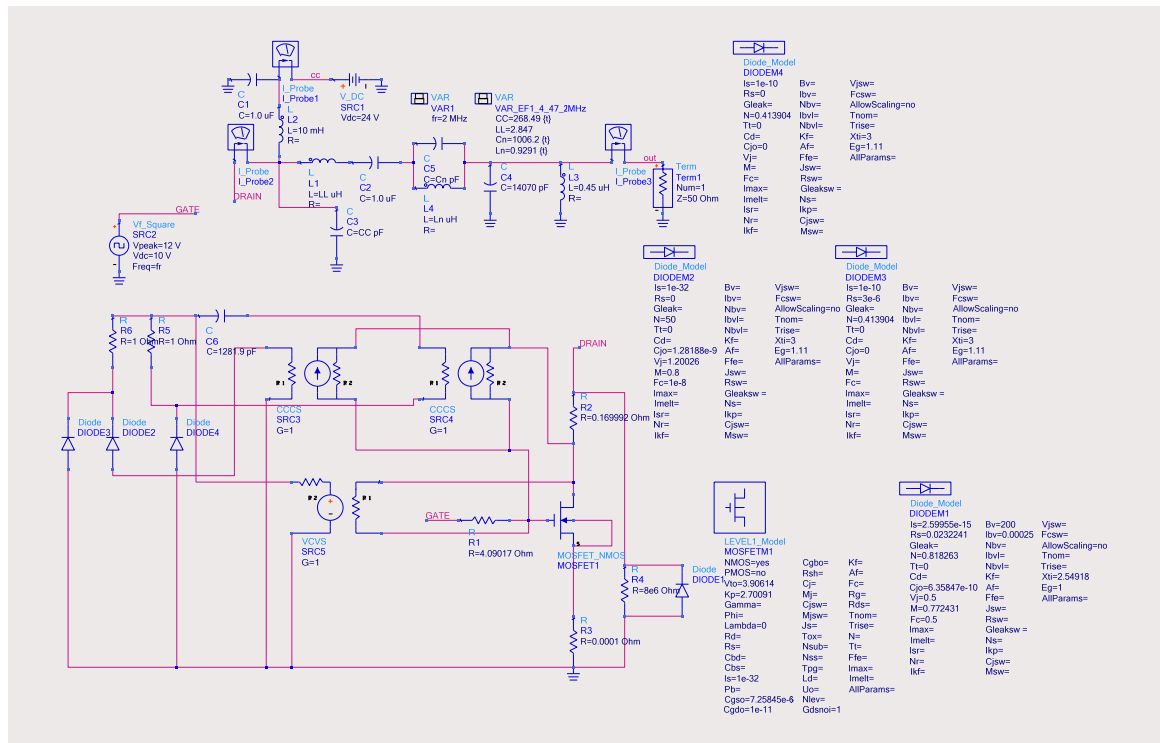 cc
I_Probe
I_Probe1
V_DC
SRC1
Vdc=24 V
C
C1
C=1.0 uF
L
L2
L=10 mH
R=
VAR
VAR1
fr=2 MHz
VAR
VAR_EF1_4_47_2MHz
CC=268.49 {t}
LL=2.847
Cn=1006.2 {t}
Ln=0.9291 {t}
I_Probe
I_Probe2
DRAIN
L
L1
L=LL uH
R=
C
C2
C=1.0 uF
C
C5
C=Cn pF
L
L4
L=Ln uH
R=
C
C4
C=14070 pF
L
L3
L=0.45 uH
R=
I_Probe
I_Probe3
out
Term
Term1
Num=1
Z=50 Ohm
C
C3
C=CC pF
GATE
Vf_Square
SRC2
Vpeak=12 V
Vdc=10 V
Freq=fr
Diode_Model
DIODEM4
Is=1e-10 Bv= Vjsw=
Rs=0 Ibv= Fcsw=
Gleak= Nbv= AllowScaling=no
N=0.413904 Ibvl= Tnom=
Tt=0 Nbvl= Trise=
Cd= Kf= Xti=3
Cjo=0 Af= Eg=1.11
Vj= Ffe= AllParams=
M= Jsw=
Fc= Rsw=
Imax= Gleaksw =
Imelt= Ns=
Isr= Ikp=
Nr= Cjsw=
Ikf= Msw=
Diode_Model
DIODEM2
Is=1e-32 Bv= Vjsw=
Rs=0 Ibv= Fcsw=
Gleak= Nbv= AllowScaling=no
N=50 Ibvl= Tnom=
Tt=0 Nbvl= Trise=
Cd= Kf= Xti=3
Cjo=1.28188e-9 Af= Eg=1.11
Vj=1.20026 Ffe= AllParams=
M=0.8 Jsw=
Fc=1e-8 Rsw=
Imax= Gleaksw =
Imelt= Ns=
Isr= Ikp=
Nr= Cjsw=
Ikf= Msw=
Diode_Model
DIODEM3
Is=1e-10 Bv= Vjsw=
Rs=3e-6 Ibv= Fcsw=
Gleak= Nbv= AllowScaling=no
N=0.413904 Ibvl= Tnom=
Tt=0 Nbvl= Trise=
Cd= Kf= Xti=3
Cjo=0 Af= Eg=1.11
Vj= Ffe= AllParams=
M= Jsw=
Fc= Rsw=
Imax= Gleaksw =
Imelt= Ns=
Isr= Ikp=
Nr= Cjsw=
Ikf= Msw=
R
R6
R=1 Ohm
R
R5
R=1 Ohm
C
C6
C=1281.9 pF
R1
R2
CCCS
SRC3
G=1
R1
R2
CCCS
SRC4
G=1
DRAIN
R
R2
R=0.169992 Ohm
Diode
DIODE3
Diode
DIODE2
Diode
DIODE4
R2
R1
VCVS
SRC5
G=1
GATE
R
R1
R=4.09017 Ohm
MOSFET_NMOS
MOSFET1
R
R4
R=8e6 Ohm
Diode
DIODE1
R
R3
R=0.0001 Ohm
LEVEL1_Model
MOSFETM1
NMOS=yes Cgbo= Kf=
PMOS=no Rsh= Af=
Vto=3.90614 Cj= Fc=
Kp=2.70091 Mj= Rg=
Gamma= Cjsw= Rds=
Phi= Mjsw= Tnom=
Lambda=0 Js= Trise=
Rd= Tox= N=
Rs= Nsub= Tt=
Cbd= Nss= Ffe=
Cbs= Tpg= Imax=
Is=1e-32 Ld= Imelt=
Pb= Uo= AllParams=
Cgso=7.25845e-6 Nlev=
Cgdo=1e-11 Gdsnoi=1
Diode_Model
DIODEM1
Is=2.59955e-15 Bv=200 Vjsw=
Rs=0.0232241 Ibv=0.00025 Fcsw=
Gleak= Nbv= AllowScaling=no
N=0.818263 Ibvl= Tnom=
Tt=0 Nbvl= Trise=
Cd= Kf= Xti=2.54918
Cjo=6.35847e-10 Af= Eg=1
Vj=0.5 Ffe= AllParams=
M=0.772431 Jsw=
Fc=0.5 Rsw=
Imax= Gleaksw =
Imelt= Ns=
Isr= Ikp=
Nr= Cjsw=
Ikf= Msw=